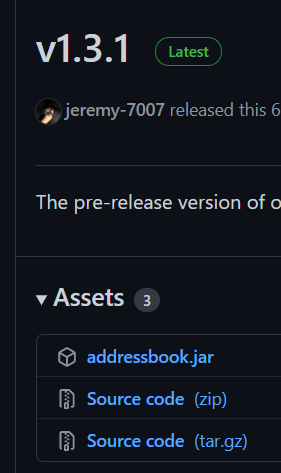 v1.3.1 Latest
jeremy-7007 released this 6
The pre-release version of o
Assets 3
addressbook.jar
Source code (zip)
Source code (tar.gz)